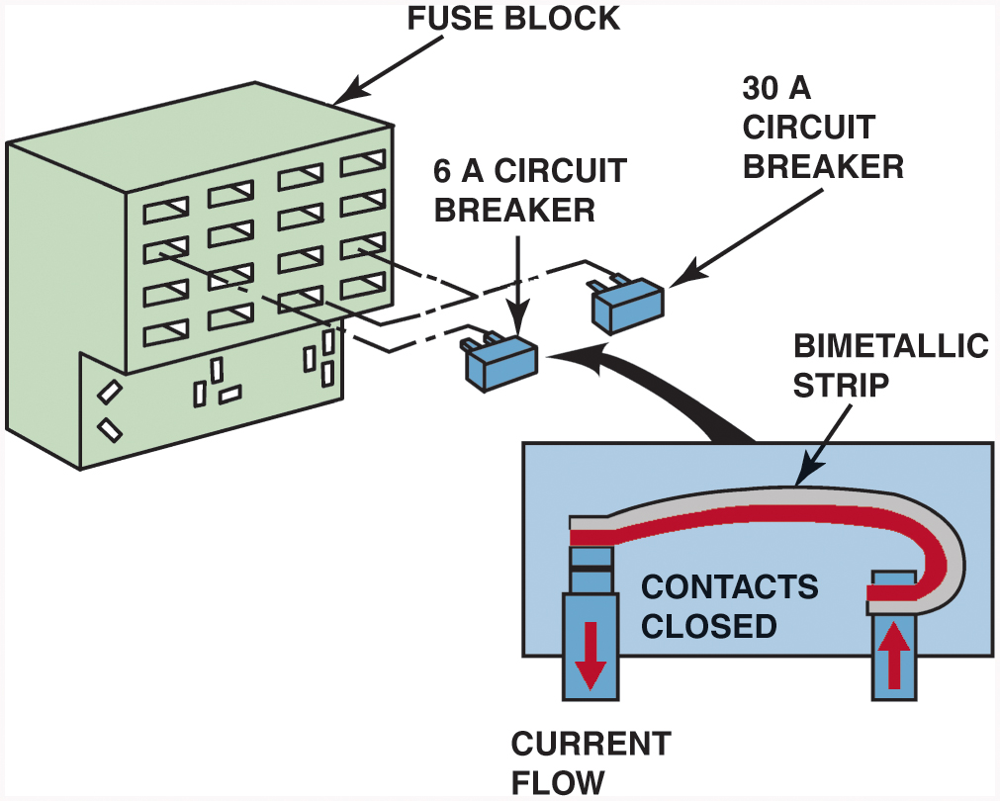 FUSE BLOCK
30 A
CIRCUIT
BREAKER
6 A CIRCUIT
BREAKER
BIMETALLIC
STRIP
CONTACTS
CLOSED
CURRENT
FLOW